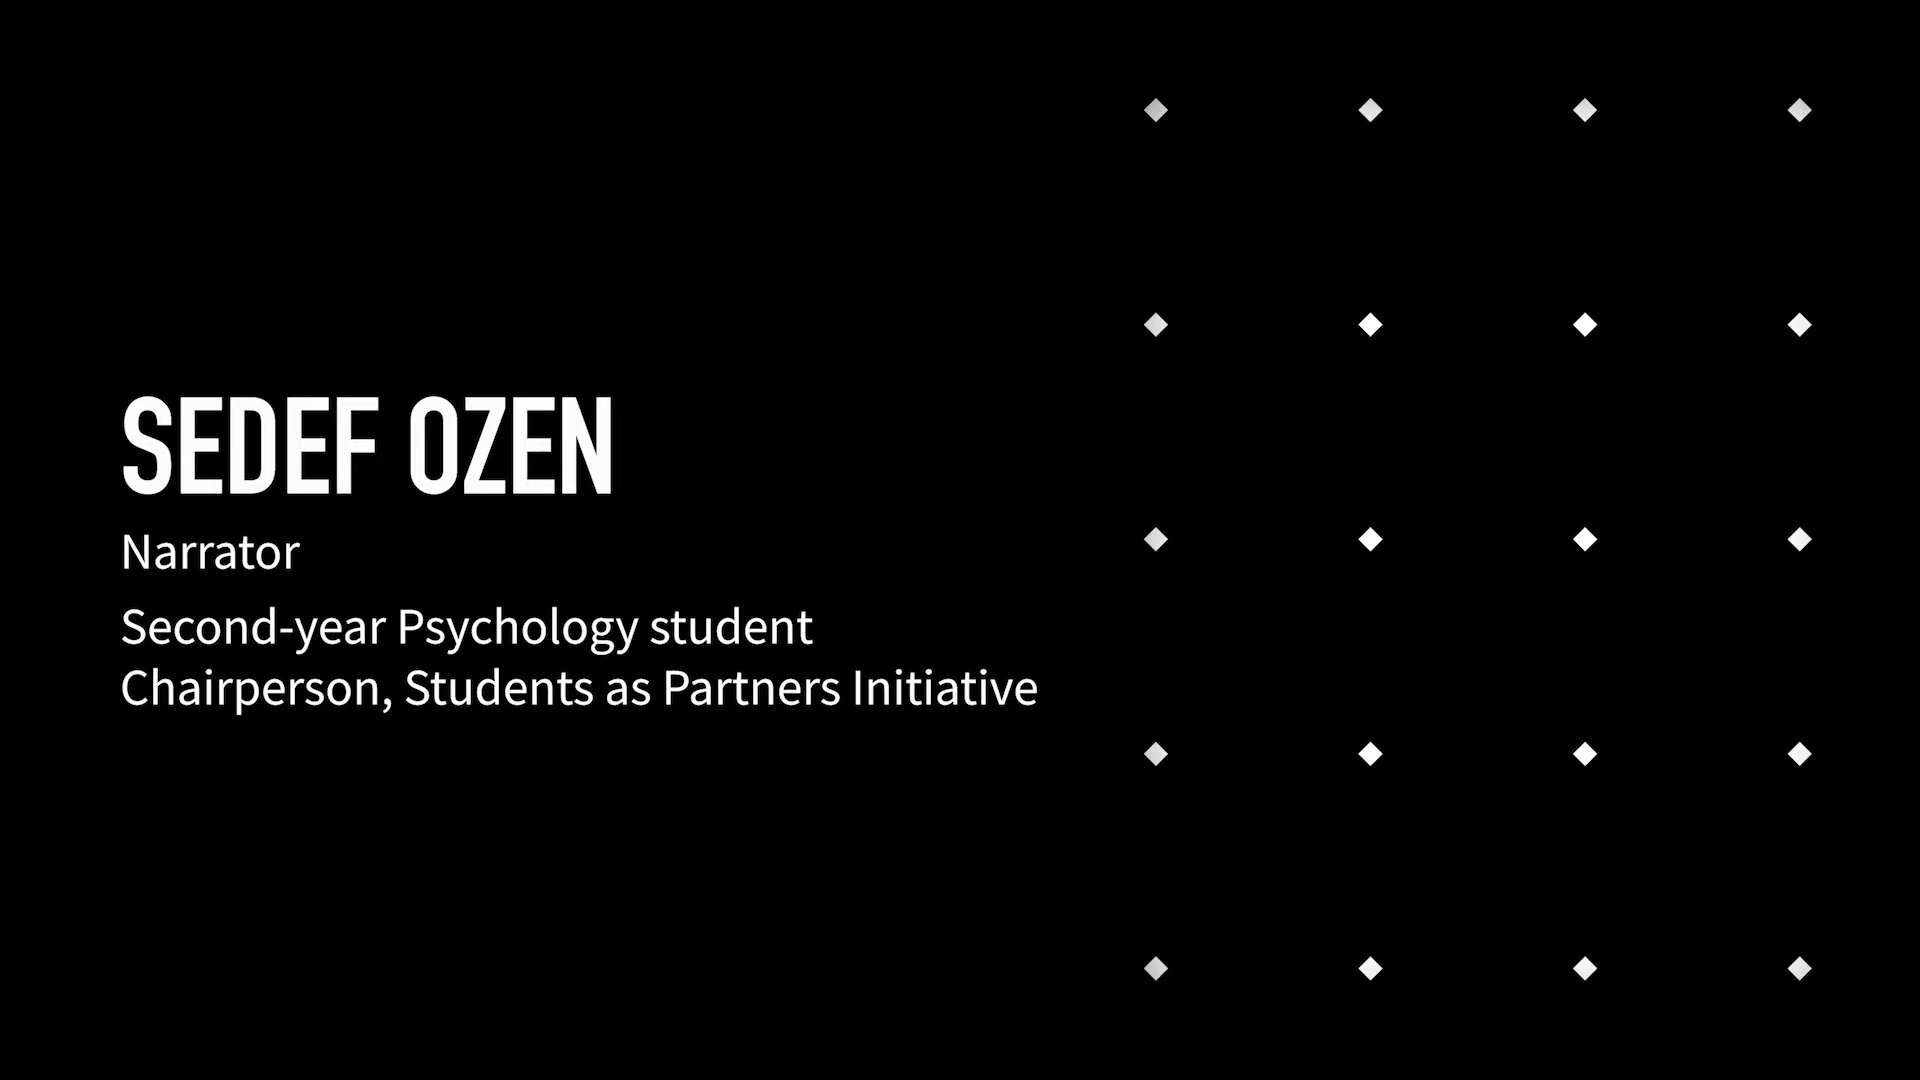 SEDEF OZEN
Narrator
Second-year Psychology student
Chairperson, Students as Partners Initiative